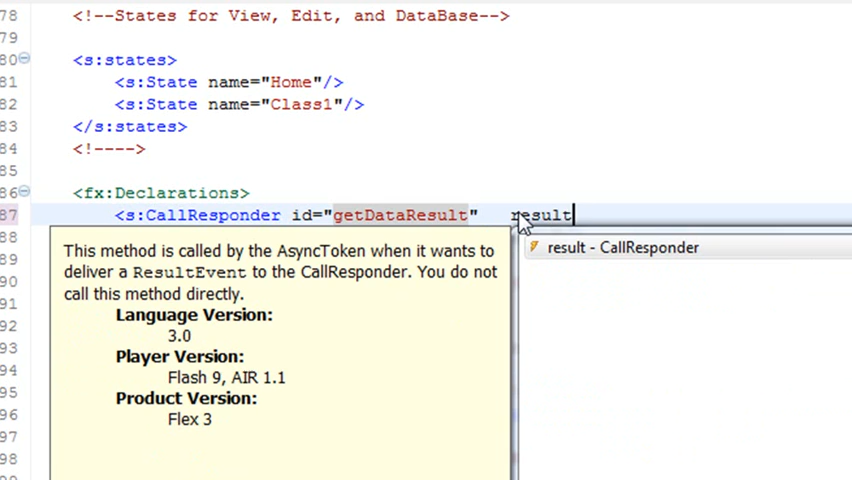 78 <!--States for View, Edit, and DataBase-->
79
80 <s:states>
81 <s:State name="Home"/>
82 <s:State name="Class1"/>
83 </s:states>
84 <!---->
85
86 <fx:Declarations>
87 <s:CallResponder id="getDataResult" result
88
This method is called by the AsyncToken when it wants to
result - CallResponder
89
deliver a ResultEvent to the CallResponder. You do not
90
call this method directly.
91
Language Version:
92
3.0
93
Player Version:
94
Flash 9, AIR 1.1
95
Product Version:
96
Flex 3
97
98